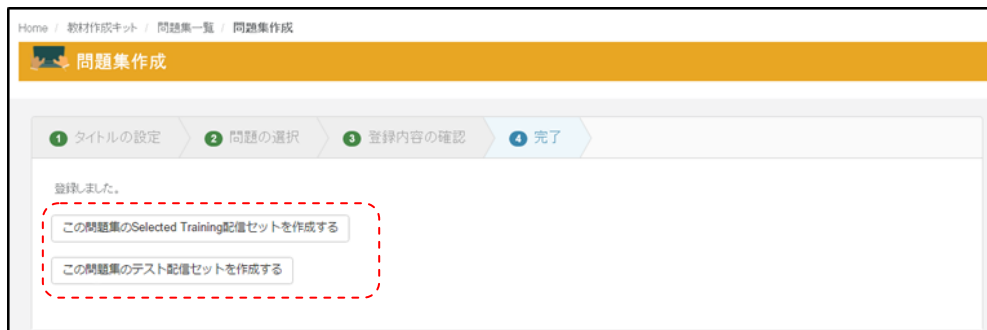 Home / 教材作成キット / 問題集一覧 / 問題集作成
問題集作成
1 タイトルの設定 2 問題の選択 3 登録内容の確認 4 完了
登録しました。
この問題集のSelected Training配信セットを作成する
この問題集のテスト配信セットを作成する